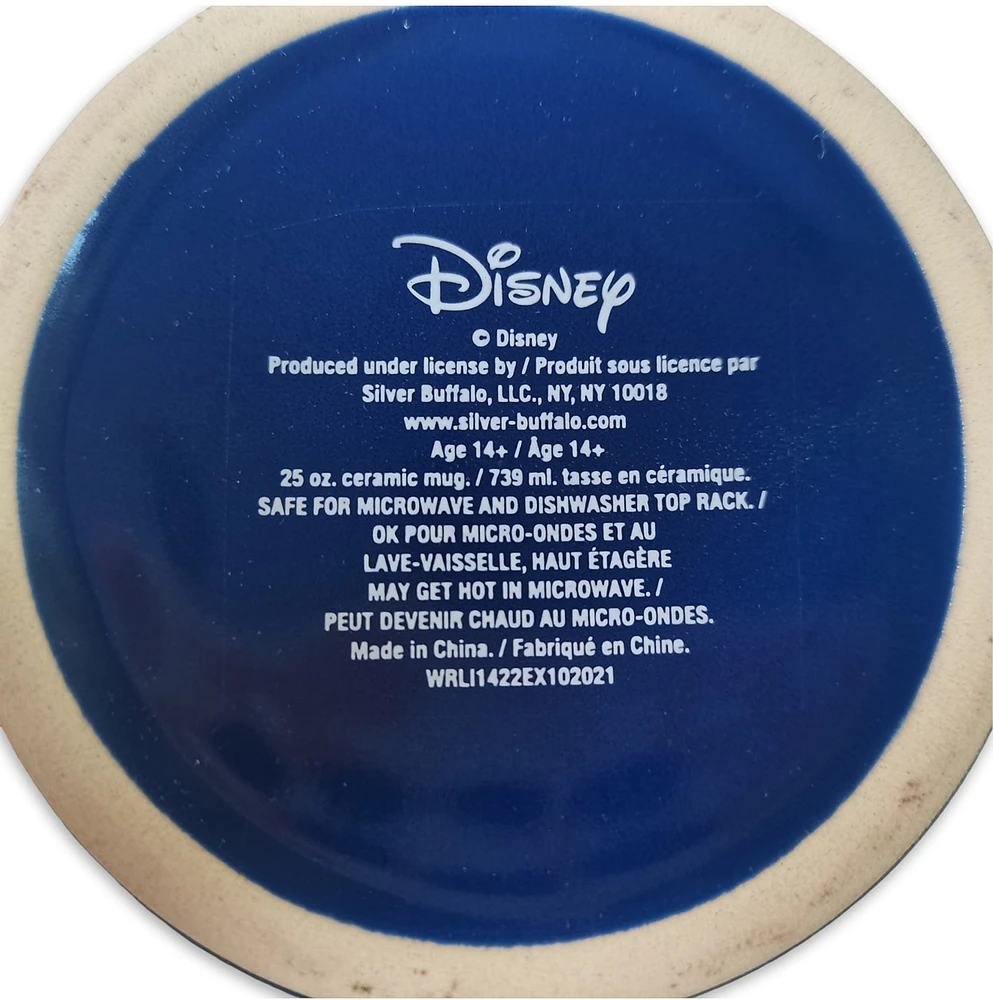 Disney
© Disney
Produced under license by / Produit sous licence par
Silver Buffalo, LLC., NY, NY 10018
www.silver-buffalo.com
Age 14+ / Âge 14+
25 oz. ceramic mug. / 739 ml. tasse en céramique.
SAFE FOR MICROWAVE AND DISHWASHER TOP RACK. /
OK POUR MICRO-ONDES ET AU
LAVE-VAISSELLE, HAUT ÉTAGÈRE
MAY GET HOT IN MICROWAVE. /
PEUT DEVENIR CHAUD AU MICRO-ONDES.
Made in China. / Fabriqué en Chine.
WRLI1422EX102021